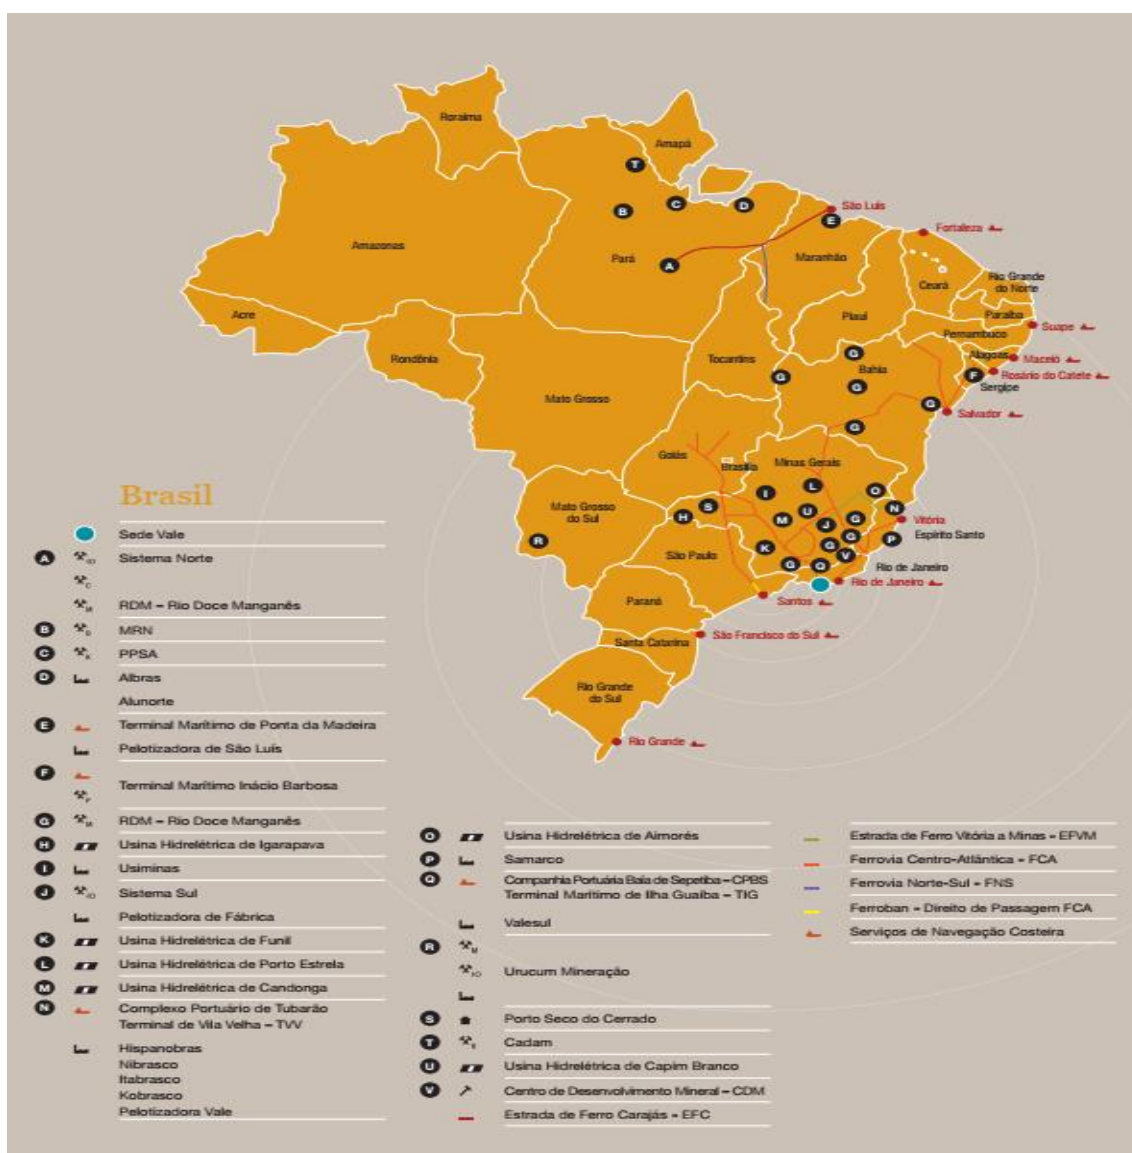 Roraima
Amapá
T
C
D
B
São Luís
E
Fortaleza
Amazonas
Pará
A
Maranhão
Rio Grande
do Norte
Ceará
Acre
Piauí
Paraíba
Suape
Pernambuco
Rondônia
Tocantins
G
Bahia
Alagoas
Maceió
G
G
F
Rosário do Catete
Sergipe
Mato Grosso
G
Salvador
G
Goiás
Brasília
Minas Gerais
I
L
O
Mato Grosso
do Sul
H
S
M
U
J
G
N
Vitória
R
São Paulo
K
G
G
V
P
Espírito Santo
G
Q
Rio de Janeiro
Rio de Janeiro
Paraná
Santos
Santa Catarina
São Francisco do Sul
Rio Grande
do Sul
Rio Grande
Brasil
Sede Vale
A Sistema Norte
RDM – Rio Doce Manganês
B MRN
C PPSA
D Albras
Alunorte
E Terminal Marítimo de Ponta da Madeira
Pelotizadora de São Luís
F
Terminal Marítimo Inácio Barbosa
G RDM – Rio Doce Manganês
H Usina Hidrelétrica de Igarapava
I Usiminas
J Sistema Sul
Pelotizadora de Fábrica
K Usina Hidrelétrica de Funil
L Usina Hidrelétrica de Porto Estrela
M Usina Hidrelétrica de Candonga
N Complexo Portuário de Tubarão
Terminal de Vila Velha – TVV
Hispanobras
Nibrasco
Itabrasco
Kobrasco
Pelotizadora Vale
O Usina Hidrelétrica de Aimorés
P Samarco
Q Companhia Portuária Baía de Sepetiba – CPBS
Terminal Marítimo de Ilha Guaíba – TIG
Valesul
R
Urucum Mineração
S Porto Seco do Cerrado
T Cadam
U Usina Hidrelétrica de Capim Branco
V Centro de Desenvolvimento Mineral – CDM
Estrada de Ferro Carajás - EFC
Estrada de Ferro Vitória a Minas - EFVM
Ferrovia Centro-Atlântica - FCA
Ferrovia Norte-Sul - FNS
Ferroban - Direito de Passagem FCA
Serviços de Navegação Costeira